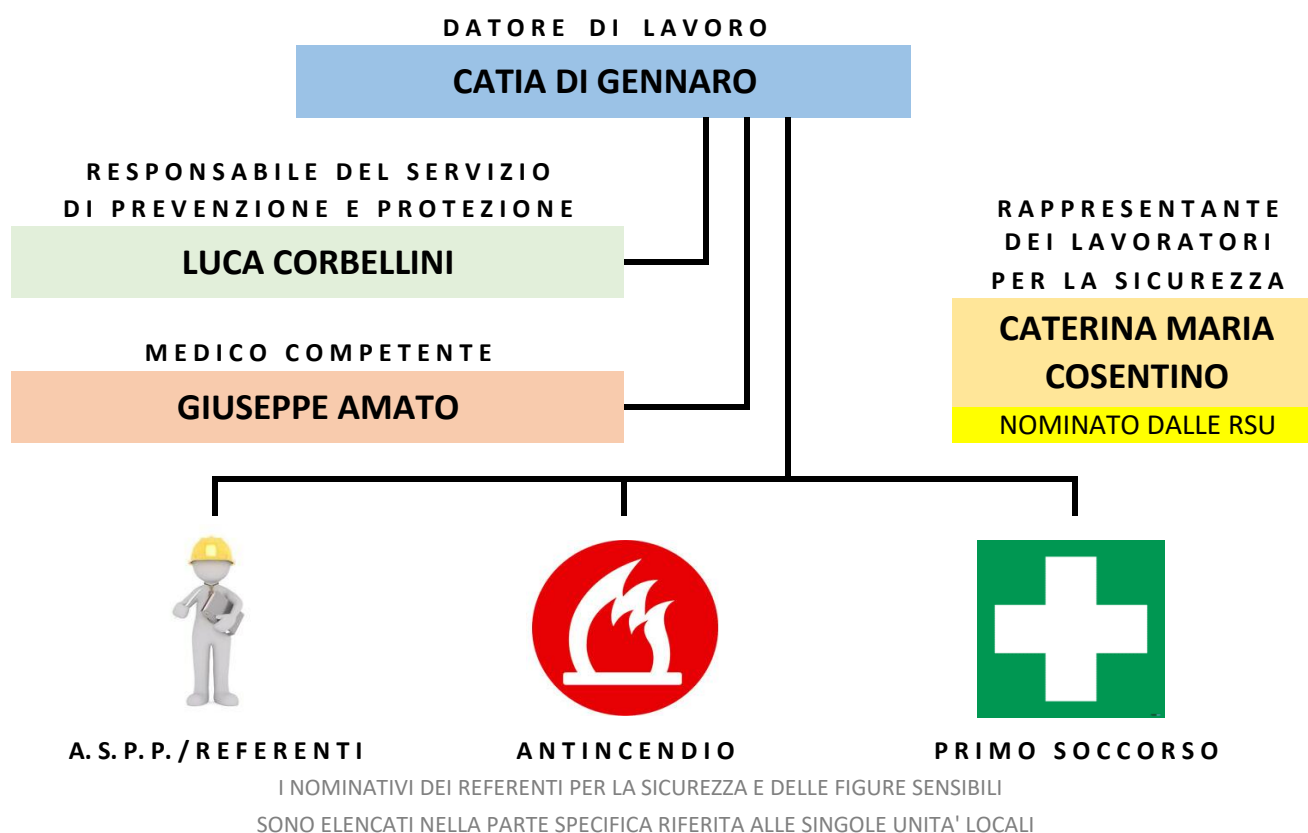 DATORE DI LAVORO
CATIA DI GENNARO
RESPONSABILE DEL SERVIZIO
DI PREVENZIONE E PROTEZIONE
LUCA CORBELLINI
MEDICO COMPETENTE
GIUSEPPE AMATO
RAPPRESENTANTE
DEI LAVORATORI
PER LA SICUREZZA
CATERINA MARIA
COSENTINO
NOMINATO DALLE RSU
A.S.P.P./REFERENTI
ANTINCENDIO
PRIMO SOCCORSO
I NOMINATIVI DEI REFERENTI PER LA SICUREZZA E DELLE FIGURE SENSIBILI
SONO ELENCATI NELLA PARTE SPECIFICA RIFERITA ALLE SINGOLE UNITA' LOCALI